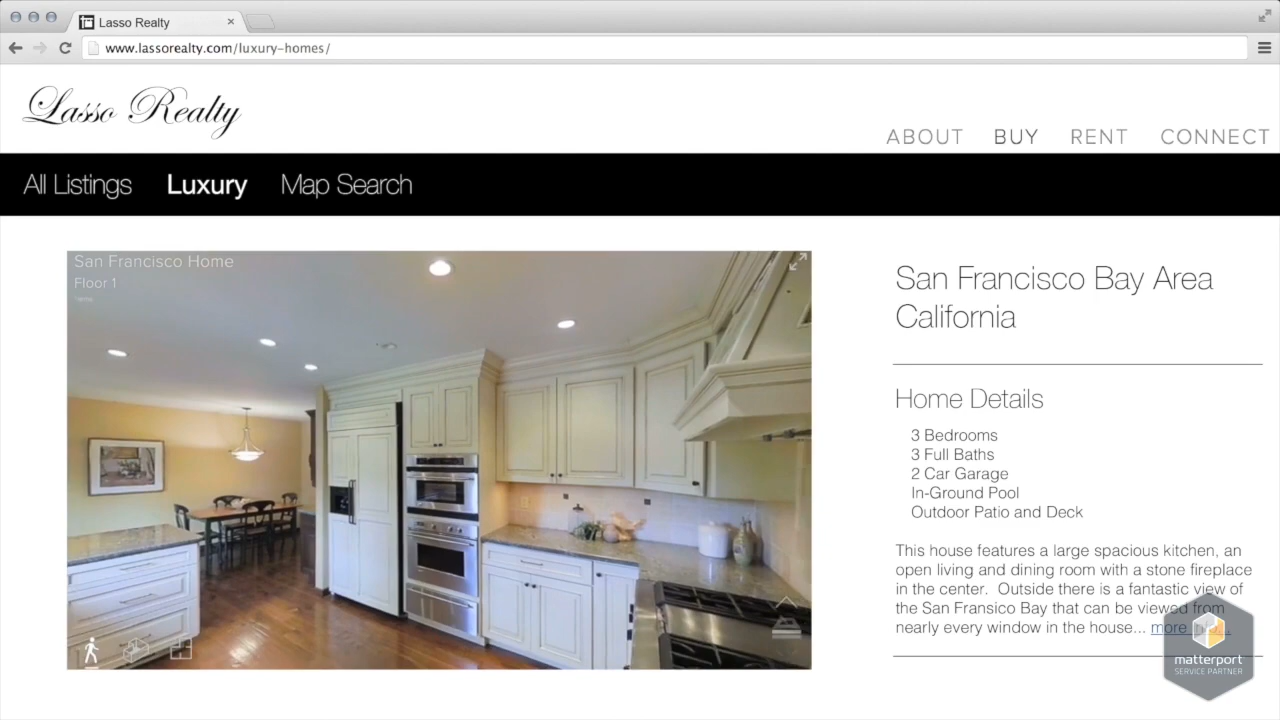 Lasso Realty
www.lassorealty.com/luxury-homes/
Lasso Realty
ABOUT BUY RENT CONNECT
All Listings Luxury Map Search
San Francisco Home
Floor 1
San Francisco Bay Area
California
Home Details
3 Bedrooms
3 Full Baths
2 Car Garage
In-Ground Pool
Outdoor Patio and Deck
This house features a large spacious kitchen, an
open living and dining room with a stone fireplace
in the center. Outside there is a fantastic view of
the San Fransico Bay that can be viewed from
nearly every window in the house... more
matterport
SERVICE PARTNER